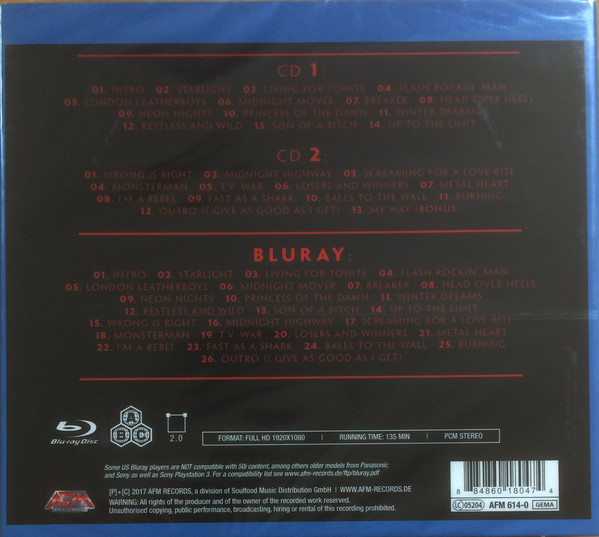 CD 1:
01. INTRO 02. STARLIGHT 03. LIVING FOR TONITE 04. FLASH ROCKIN' MAN
05. LONDON LEATHERBOYS 06. MIDNIGHT MOVER 07. BREAKER 08. HEAD OVER HEELS
09. NEON NIGHTS 10. PRINCESS OF THE DAWN 11. WINTER DREAMS
12. RESTLESS AND WILD 13. SON OF A BITCH 14. UP TO THE LIMIT
CD 2:
01. WRONG IS RIGHT 02. MIDNIGHT HIGHWAY 03. SCREAMING FOR A LOVE BITE
04. MONSTERMAN 05. T.V. WAR 06. LOSERS AND WINNERS 07. METAL HEART
08. I'M A REBEL 09. FAST AS A SHARK 10. BALLS TO THE WALL 11. BURNING
12. OUTRO (I GIVE AS GOOD AS I GET) 13. MY WAY (BONUS)
BLURAY:
01. INTRO 02. STARLIGHT 03. LIVING FOR TONITE 04. FLASH ROCKIN' MAN
05. LONDON LEATHERBOYS 06. MIDNIGHT MOVER 07. BREAKER 08. HEAD OVER HEELS
09. NEON NIGHTS 10. PRINCESS OF THE DAWN 11. WINTER DREAMS
12. RESTLESS AND WILD 13. SON OF A BITCH 14. UP TO THE LIMIT
15. WRONG IS RIGHT 16. MIDNIGHT HIGHWAY 17. SCREAMING FOR A LOVE BITE
18. MONSTERMAN 19. T.V. WAR 20. LOSERS AND WINNERS 21. METAL HEART
22. I'M A REBEL 23. FAST AS A SHARK 24. BALLS TO THE WALL 25. BURNING
26. OUTRO (I GIVE AS GOOD AS I GET)
Blu-ray Disc
A B C
2.0
FORMAT: FULL HD 1920X1080 | RUNNING TIME: 135 MIN | PCM STEREO
Some US Bluray players are NOT compatible with 50i content, among others older models from Panasonic
and Sony as well as Sony Playstation 3. For a compatibility list see www.afm-records.de/ftp/bluray.pdf
AFM
[P]+[C] 2017 AFM RECORDS, a division of Soulfood Music Distribution GmbH | WWW.AFM-RECORDS.DE
WARNING: All rights of the producer and of the owner of the recorded work reserved.
Unauthorised copying, public performance, broadcasting, hiring or rental of this recording prohibited.
8 84860 18047 4
LC 05204 AFM 614-0 GEMA